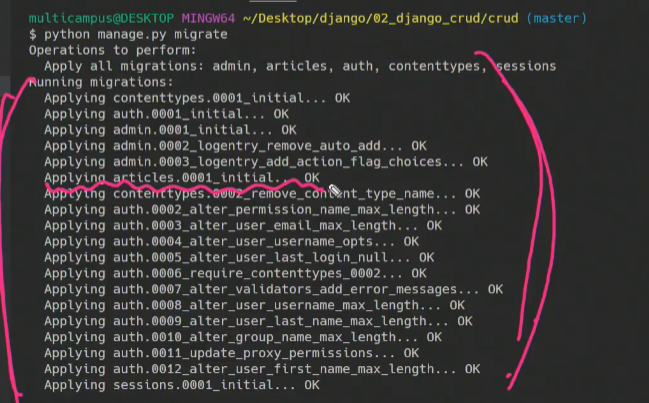 multicampus@DESKTOP MINGW64 ~/Desktop/django/02_django_crud/crud (master)
$ python manage.py migrate
Operations to perform:
Apply all migrations: admin, articles, auth, contenttypes, sessions
Running migrations:
Applying contenttypes.0001_initial... OK
Applying auth.0001_initial... OK
Applying admin.0001_initial... OK
Applying admin.0002_logentry_remove_auto_add... OK
Applying admin.0003_logentry_add_action_flag_choices... OK
Applying articles.0001_initial... OK
Applying contenttypes.0002_remove_content_type_name... OK
Applying auth.0002_alter_permission_name_max_length... OK
Applying auth.0003_alter_user_email_max_length... OK
Applying auth.0004_alter_user_username_opts... OK
Applying auth.0005_alter_user_last_login_null... OK
Applying auth.0006_require_contenttypes_0002... OK
Applying auth.0007_alter_validators_add_error_messages... OK
Applying auth.0008_alter_user_username_max_length... OK
Applying auth.0009_alter_user_last_name_max_length... OK
Applying auth.0010_alter_group_name_max_length... OK
Applying auth.0011_update_proxy_permissions... OK
Applying auth.0012_alter_user_first_name_max_length... OK
Applying sessions.0001_initial... OK